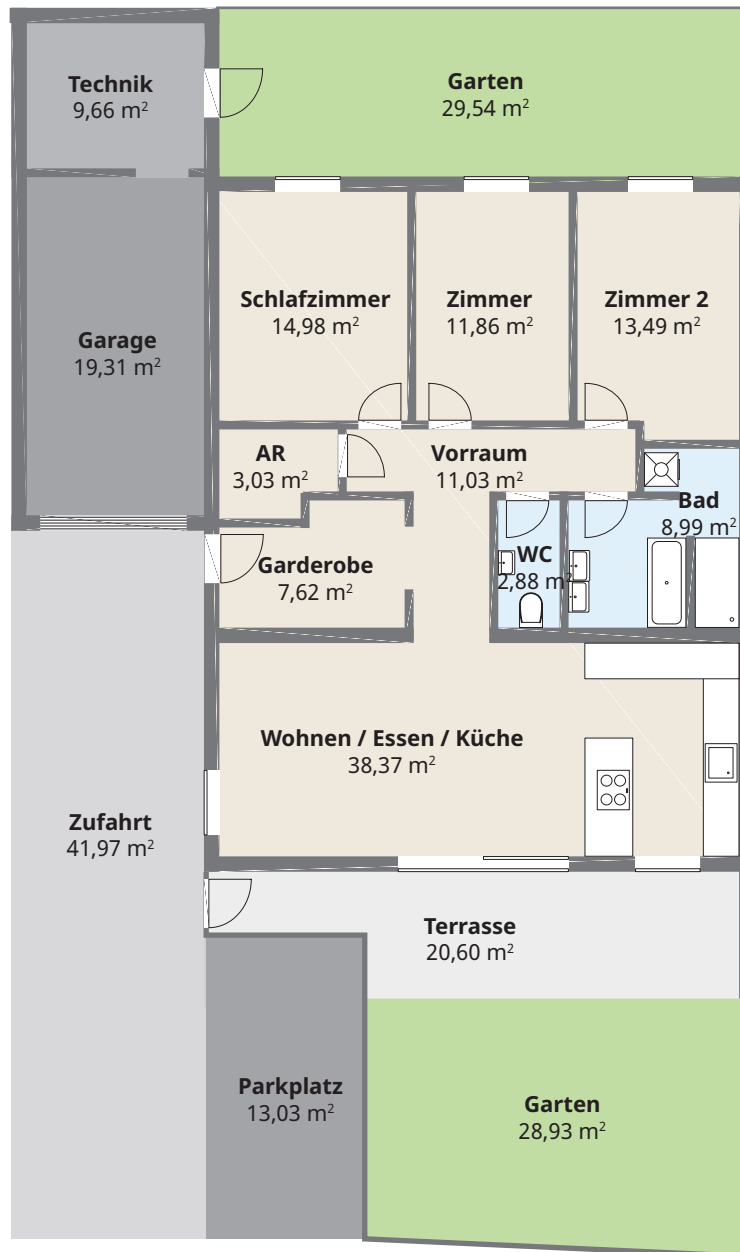 Technik
9,66 m²
Garten
29,54 m²
Schlafzimmer
14,98 m²
Zimmer
11,86 m²
Zimmer 2
13,49 m²
Garage
19,31 m²
AR
3,03 m²
Vorraum
11,03 m²
Bad
8,99 m²
Garderobe
7,62 m²
WC
2,88 m²
Wohnen / Essen / Küche
38,37 m²
Zufahrt
41,97 m²
Terrasse
20,60 m²
Parkplatz
13,03 m²
Garten
28,93 m²